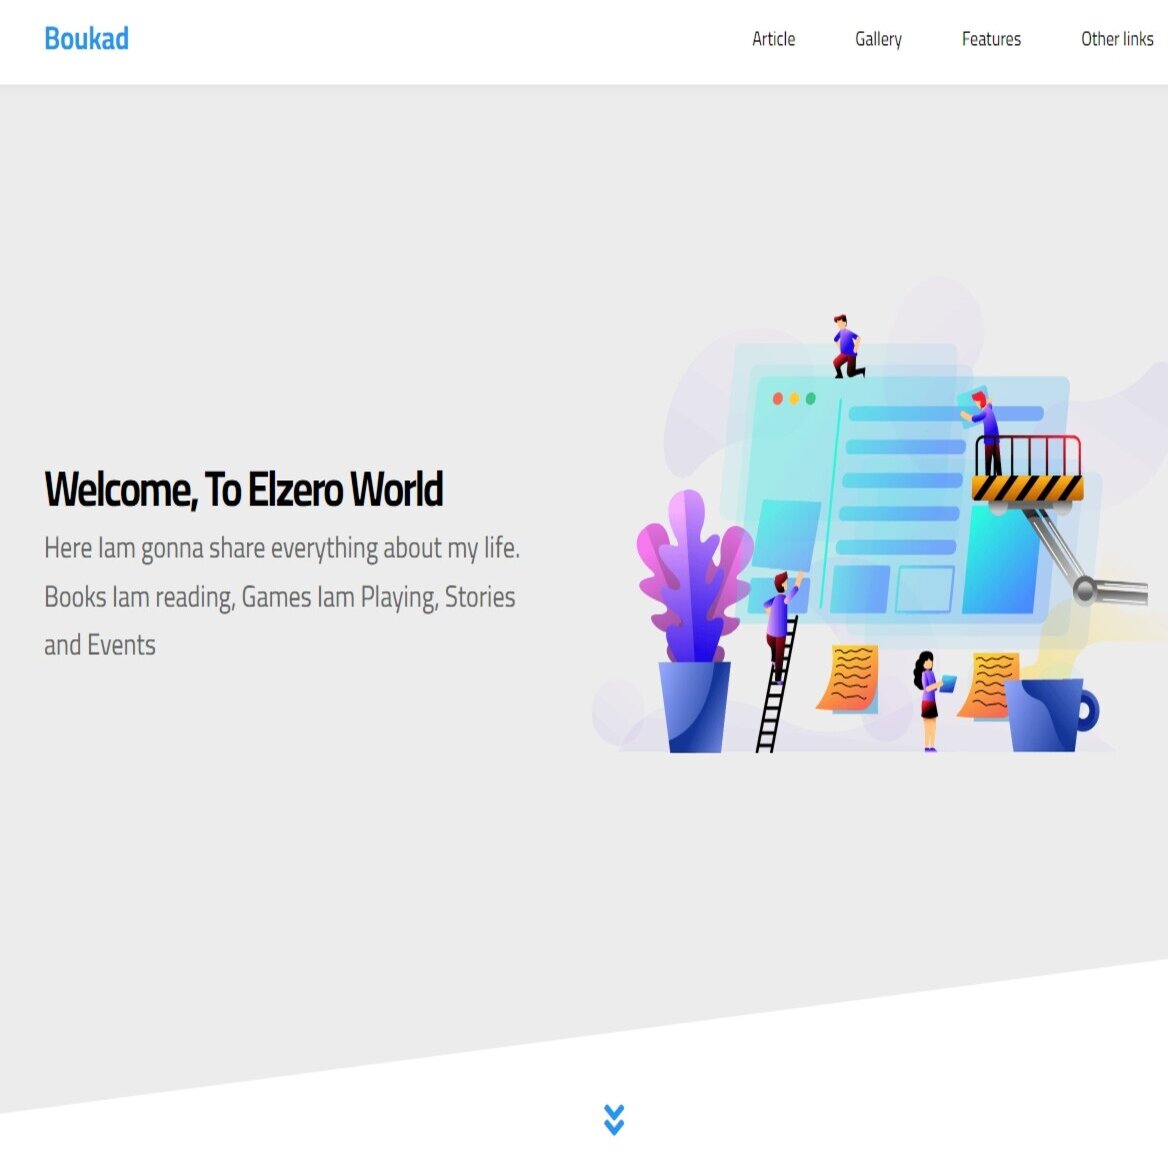 Boukad
Article
Gallery
Features
Other links
Welcome, To Elzero World
Here Iam gonna share everything about my life.
Books Iam reading, Games Iam Playing, Stories
and Events